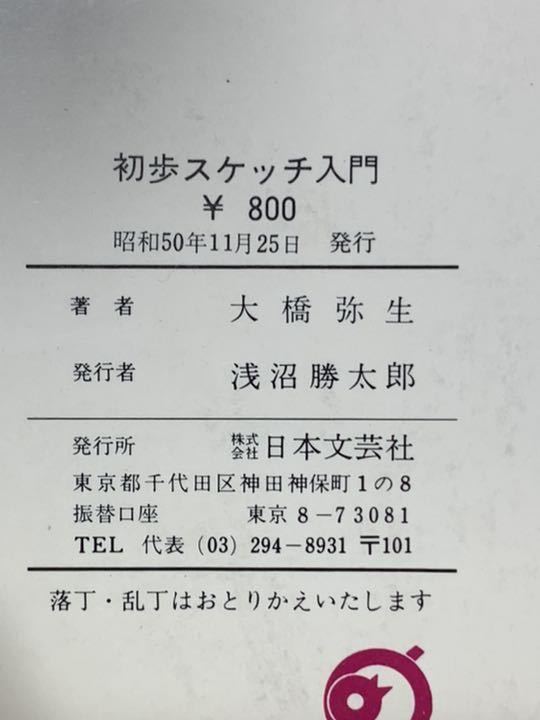 初歩スケッチ入門
¥ 800
昭和50年11月25日 発行
著者 大橋弥生
発行者 浅沼勝太郎
発行所 株式会社日本文芸社
東京都千代田区神田神保町1の8
振替口座 東京8-73081
TEL 代表(03)294-8931 〒101
落丁・乱丁はおとりかえいたします